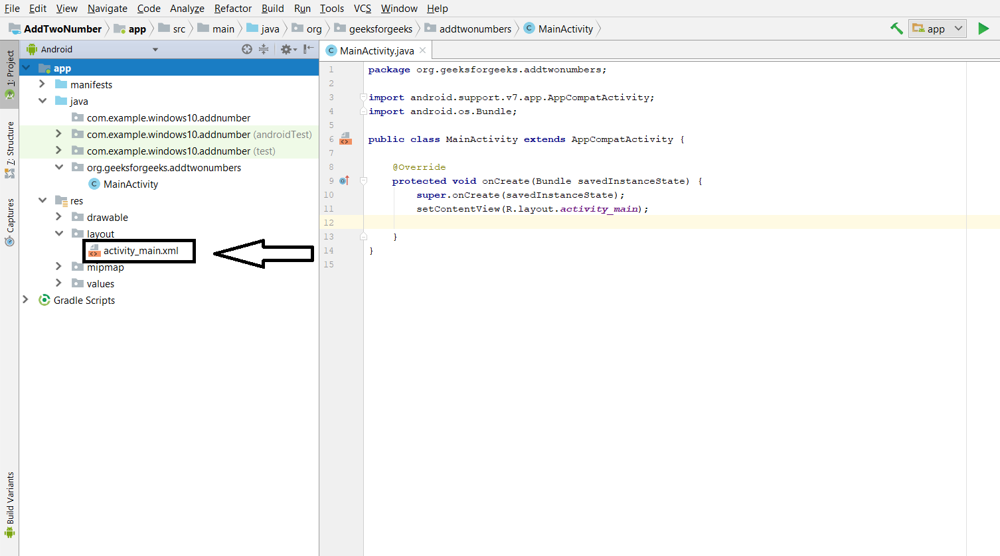 File Edit View Navigate Code Analyze Refactor Build Run Tools VCS Window Help
AddTwoNumber app src main java org geeksforgeeks addtwonumbers MainActivity app
1: Project
7: Structure
Captures
Build Variants
Android
app
manifests
java
com.example.windows10.addnumber
com.example.windows10.addnumber (androidTest)
com.example.windows10.addnumber (test)
org.geeksforgeeks.addtwonumbers
C MainActivity
res
drawable
layout
activity_main.xml
mipmap
values
Gradle Scripts
C MainActivity.java
1 package org.geeksforgeeks.addtwonumbers;
2
3 import android.support.v7.app.AppCompatActivity;
4 import android.os.Bundle;
5
6 public class MainActivity extends AppCompatActivity {
7
8 @Override
9 protected void onCreate(Bundle savedInstanceState) {
10 super.onCreate(savedInstanceState);
11 setContentView(R.layout.activity_main);
12
13 }
14 }
15